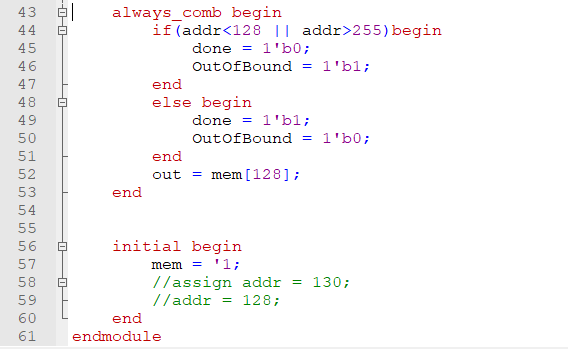 43 always_comb begin
44 if(addr<128 || addr>255)begin
45 done = 1'b0;
46 OutOfBound = 1'b1;
47 end
48 else begin
49 done = 1'b1;
50 OutOfBound = 1'b0;
51 end
52 out = mem[128];
53 end
54
55
56 initial begin
57 mem = '1;
58 //assign addr = 130;
59 //addr = 128;
60 end
61 endmodule